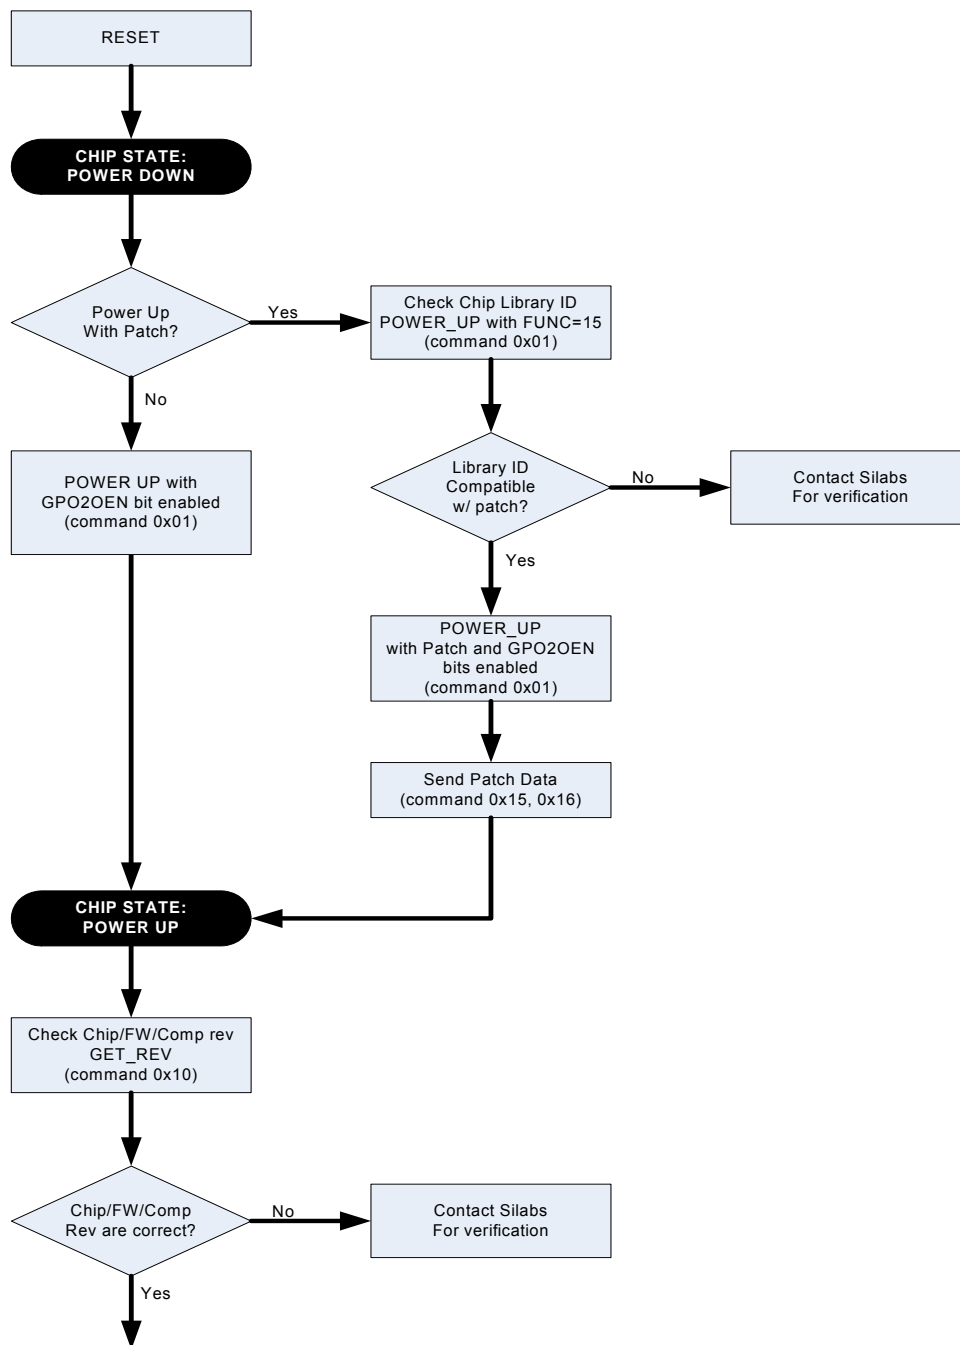 RESET
CHIP STATE:
POWER DOWN
Power Up
With Patch?
Yes
Check Chip Library ID
POWER_UP with FUNC=15
(command 0x01)
No
POWER UP with
GPO2OEN bit enabled
(command 0x01)
Library ID
Compatible
w/ patch?
No
Contact Silabs
For verification
Yes
POWER_UP
with Patch and GPO2OEN
bits enabled
(command 0x01)
Send Patch Data
(command 0x15, 0x16)
CHIP STATE:
POWER UP
Check Chip/FW/Comp rev
GET_REV
(command 0x10)
Chip/FW/Comp
Rev are correct?
No
Contact Silabs
For verification
Yes